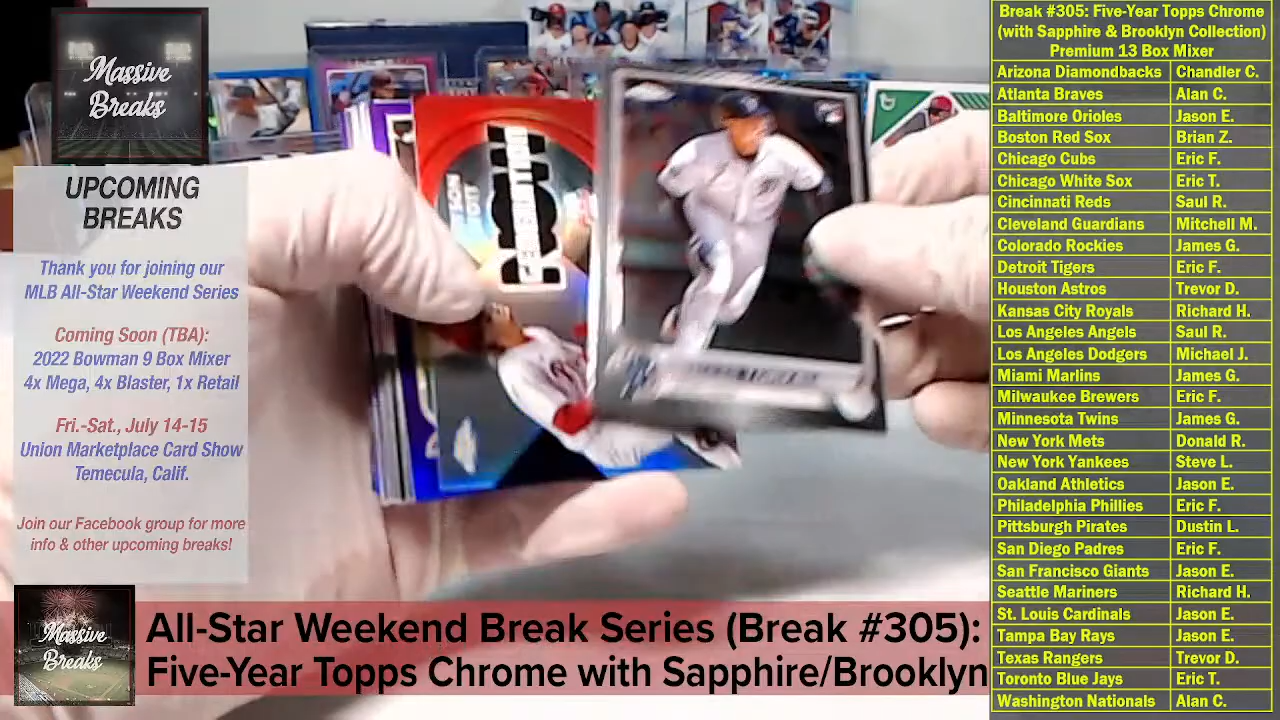 Massive
Breaks
UPCOMING
BREAKS
Thank you for joining our
MLB All-Star Weekend Series
Coming Soon (TBA):
2022 Bowman 9 Box Mixer
4x Mega, 4x Blaster, 1x Retail
Fri.-Sat., July 14-15
Union Marketplace Card Show
Temecula, Calif.
Join our Facebook group for more
info & other upcoming breaks!
Massive
Breaks
All-Star Weekend Break Series (Break #305):
Five-Year Topps Chrome with Sapphire/Brooklyn
Break #305: Five-Year Topps Chrome
(with Sapphire & Brooklyn Collection)
Premium 13 Box Mixer
Arizona Diamondbacks Chandler C.
Atlanta Braves Alan C.
Baltimore Orioles Jason E.
Boston Red Sox Brian Z.
Chicago Cubs Eric F.
Chicago White Sox Eric T.
Cincinnati Reds Saul R.
Cleveland Guardians Mitchell M.
Colorado Rockies James G.
Detroit Tigers Eric F.
Houston Astros Trevor D.
Kansas City Royals Richard H.
Los Angeles Angels Saul R.
Los Angeles Dodgers Michael J.
Miami Marlins James G.
Milwaukee Brewers Eric F.
Minnesota Twins James G.
New York Mets Donald R.
New York Yankees Steve L.
Oakland Athletics Jason E.
Philadelphia Phillies Eric F.
Pittsburgh Pirates Dustin L.
San Diego Padres Eric F.
San Francisco Giants Jason E.
Seattle Mariners Richard H.
St. Louis Cardinals Jason E.
Tampa Bay Rays Jason E.
Texas Rangers Trevor D.
Toronto Blue Jays Eric T.
Washington Nationals Alan C.